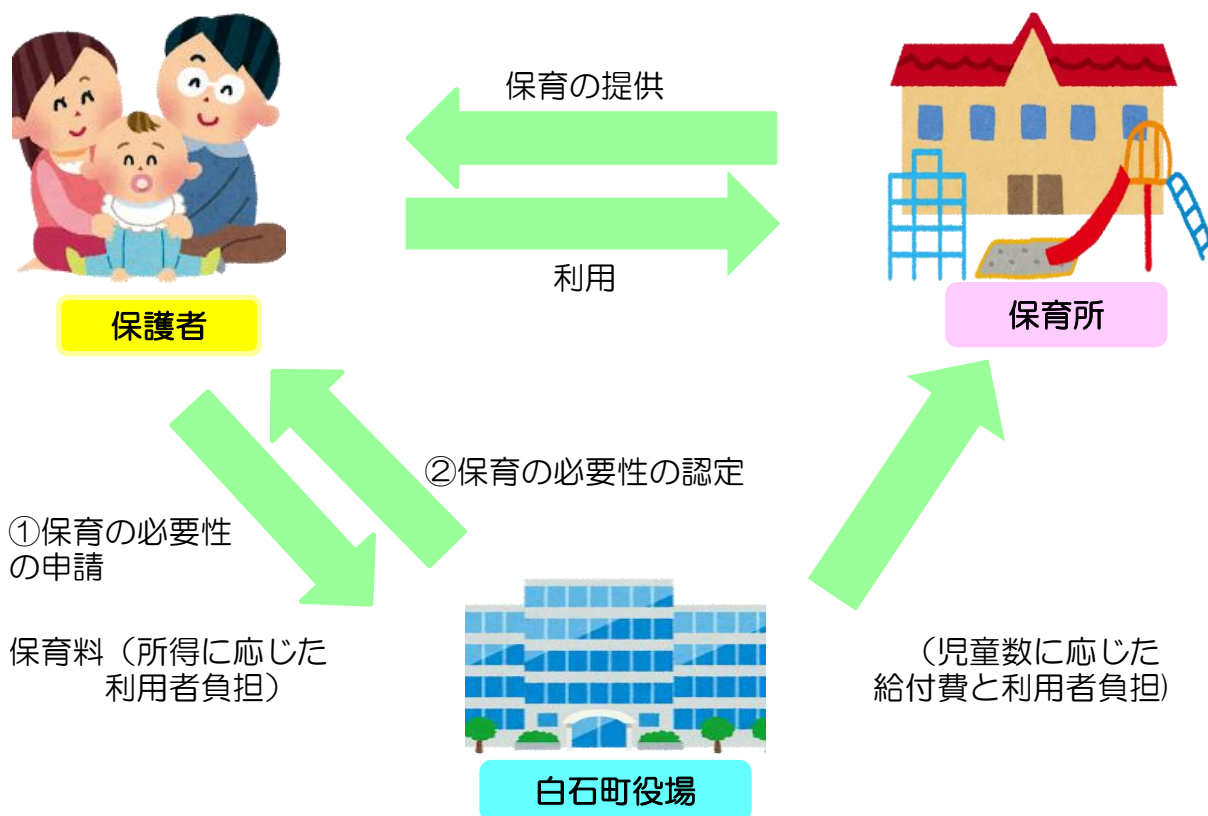 保育の提供
利用
保護者
保育所
②保育の必要性の認定
①保育の必要性
の申請
保育料（所得に応じた
利用者負担）
（児童数に応じた
給付費と利用者負担)
白石町役場